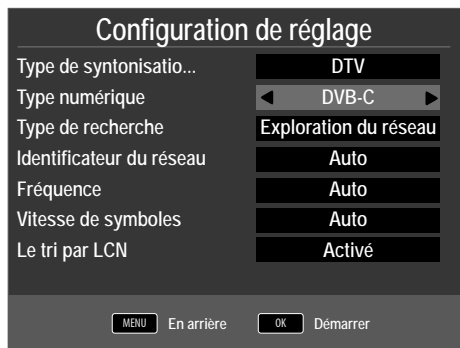 Configuration de réglage
Type de syntonisatio... DTV
Type numérique DVB-C
Type de recherche Exploration du réseau
Identificateur du réseau Auto
Fréquence Auto
Vitesse de symboles Auto
Le tri par LCN Activé
MENU En arrière OK Démarrer